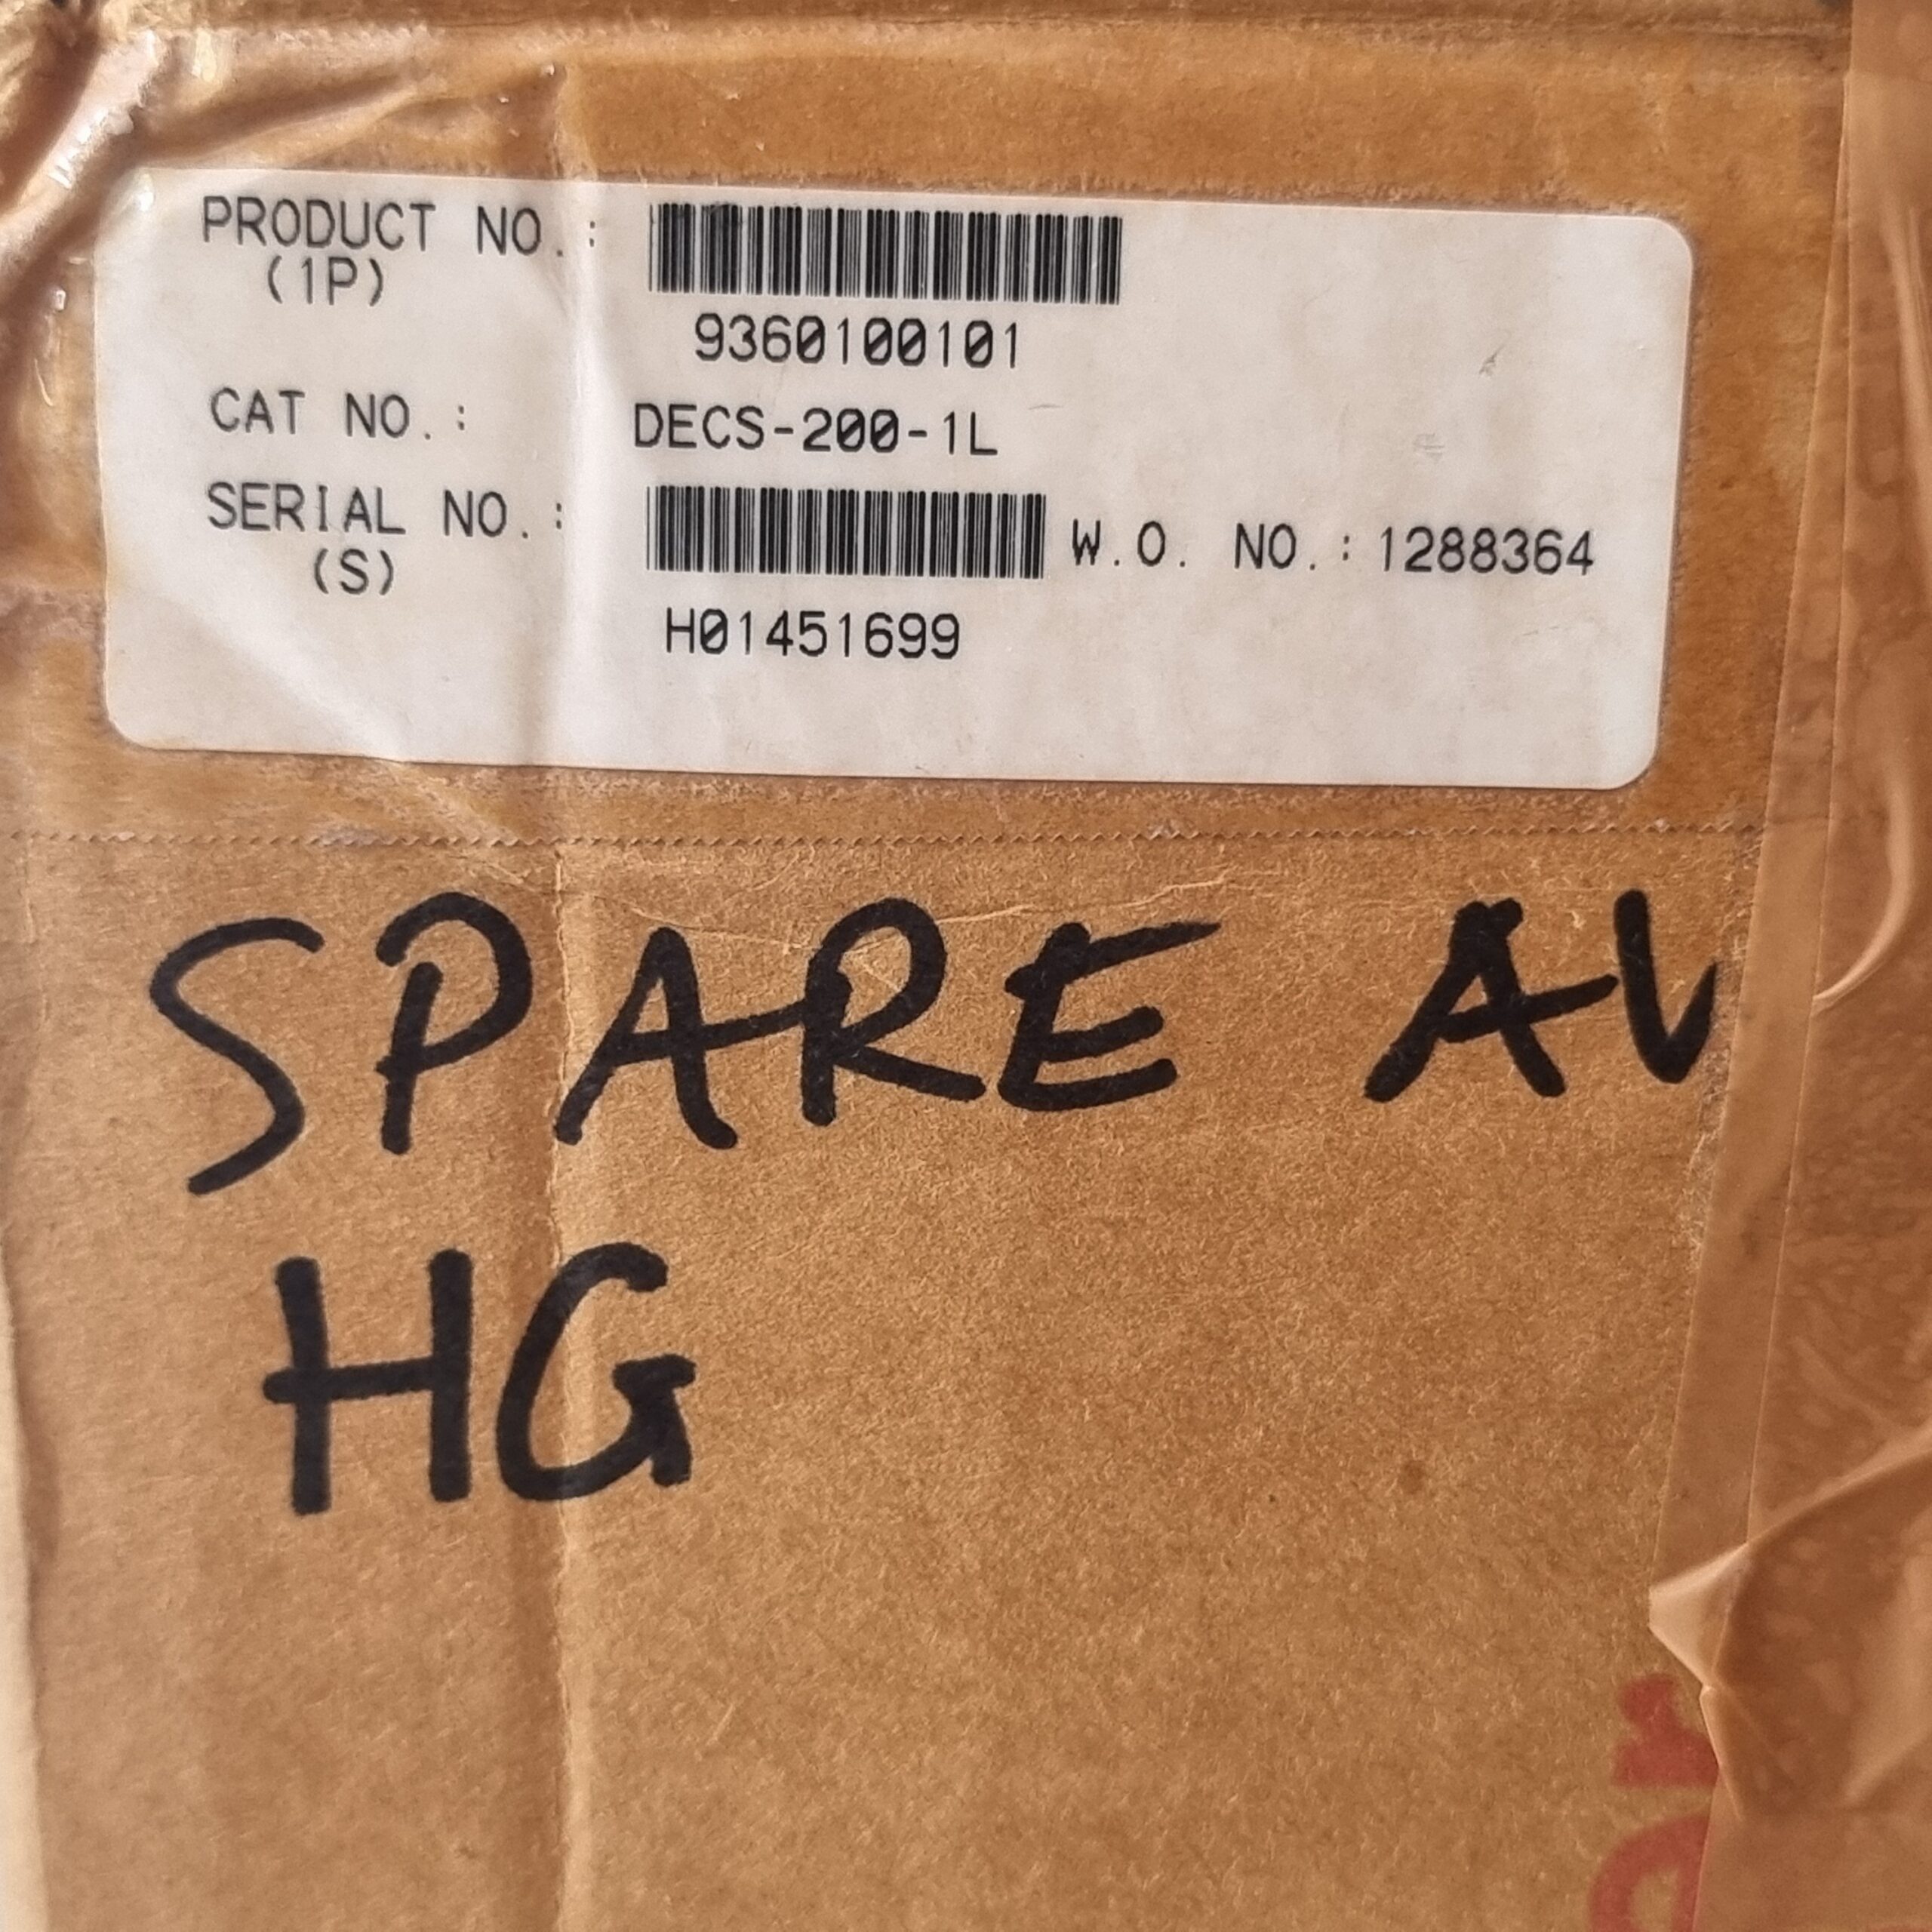 PRODUCT NO.:
(1P)
9360100101
CAT NO.: DECS-200-1L
SERIAL NO.: W.O. NO.: 1288364
(S)
H01451699
SPARE AV
HG